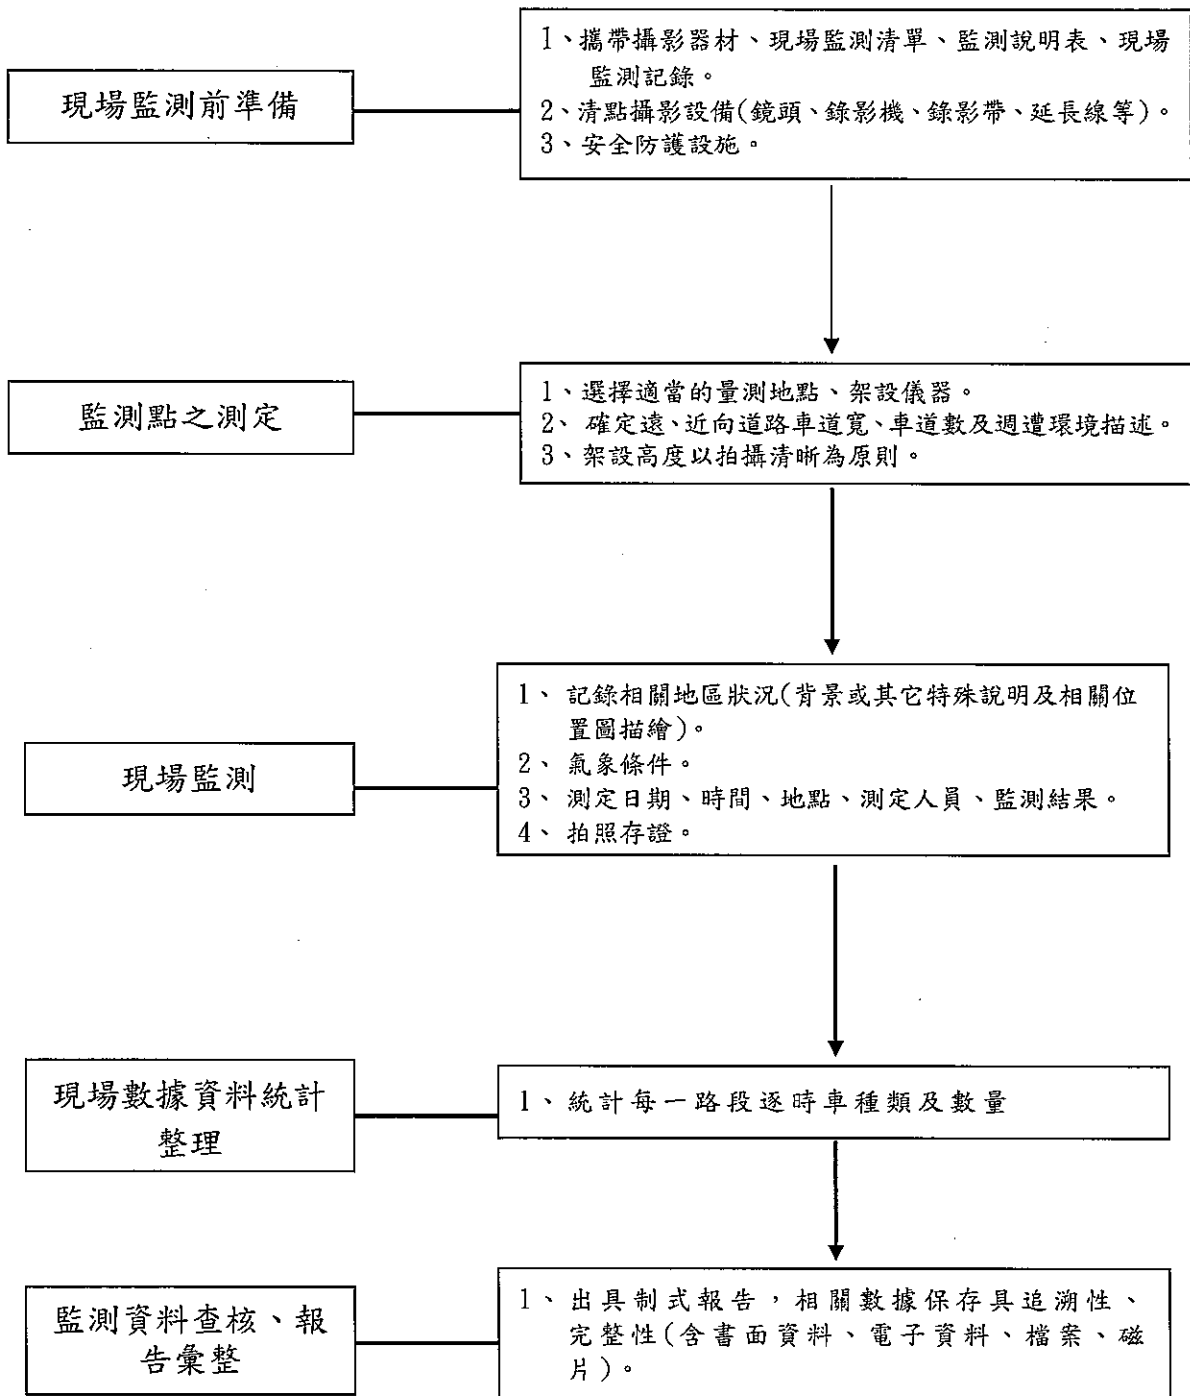 現場監測前準備
1、攜帶攝影器材、現場監測清單、監測說明表、現場
監測記錄。
2、清點攝影設備(鏡頭、錄影機、錄影帶、延長線等)。
3、安全防護設施。
監測點之測定
1、選擇適當的量測地點、架設儀器。
2、確定遠、近向道路車道寬、車道數及週遭環境描述。
3、架設高度以拍攝清晰為原則。
現場監測
1、記錄相關地區狀況(背景或其它特殊說明及相關位
置圖描繪)。
2、氣象條件。
3、測定日期、時間、地點、測定人員、監測結果。
4、拍照存證。
現場數據資料統計
整理
1、統計每一路段逐時車種類及數量
監測資料查核、報
告彙整
1、出具制式報告，相關數據保存具追溯性、
完整性(含書面資料、電子資料、檔案、磁
片)。